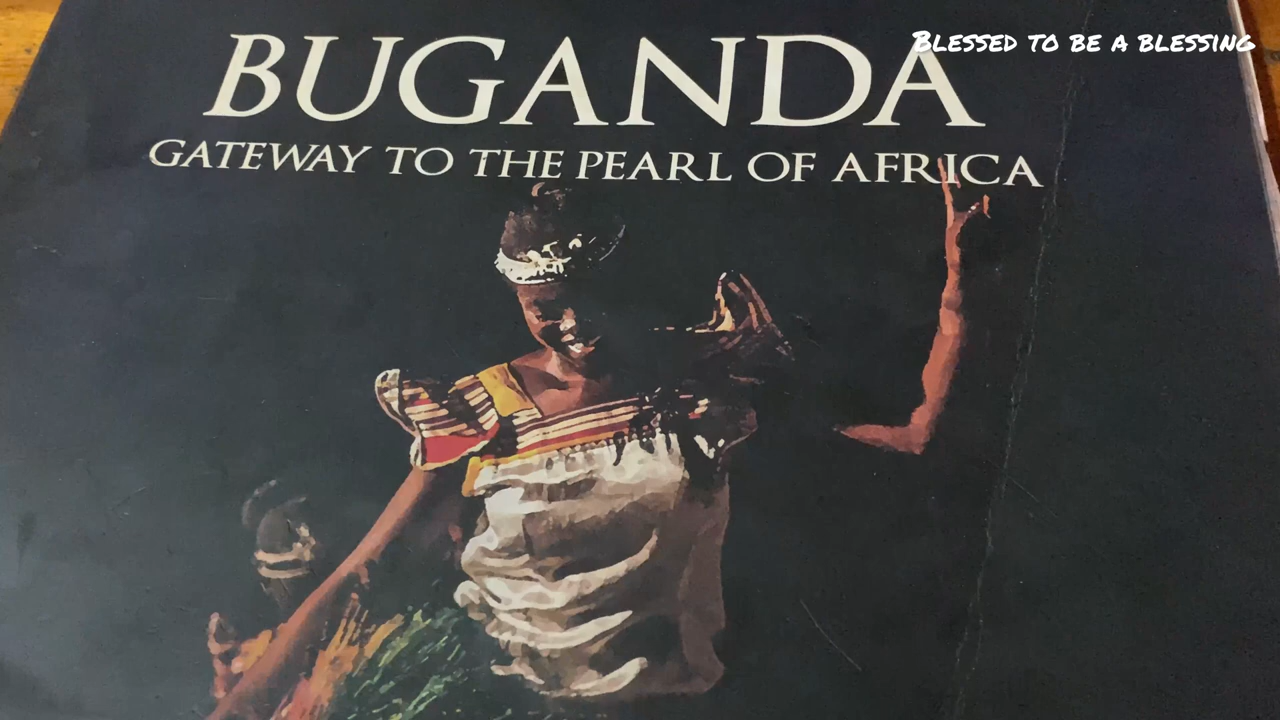 Blessed to be a blessing
BUGANDA
GATEWAY TO THE PEARL OF AFRICA